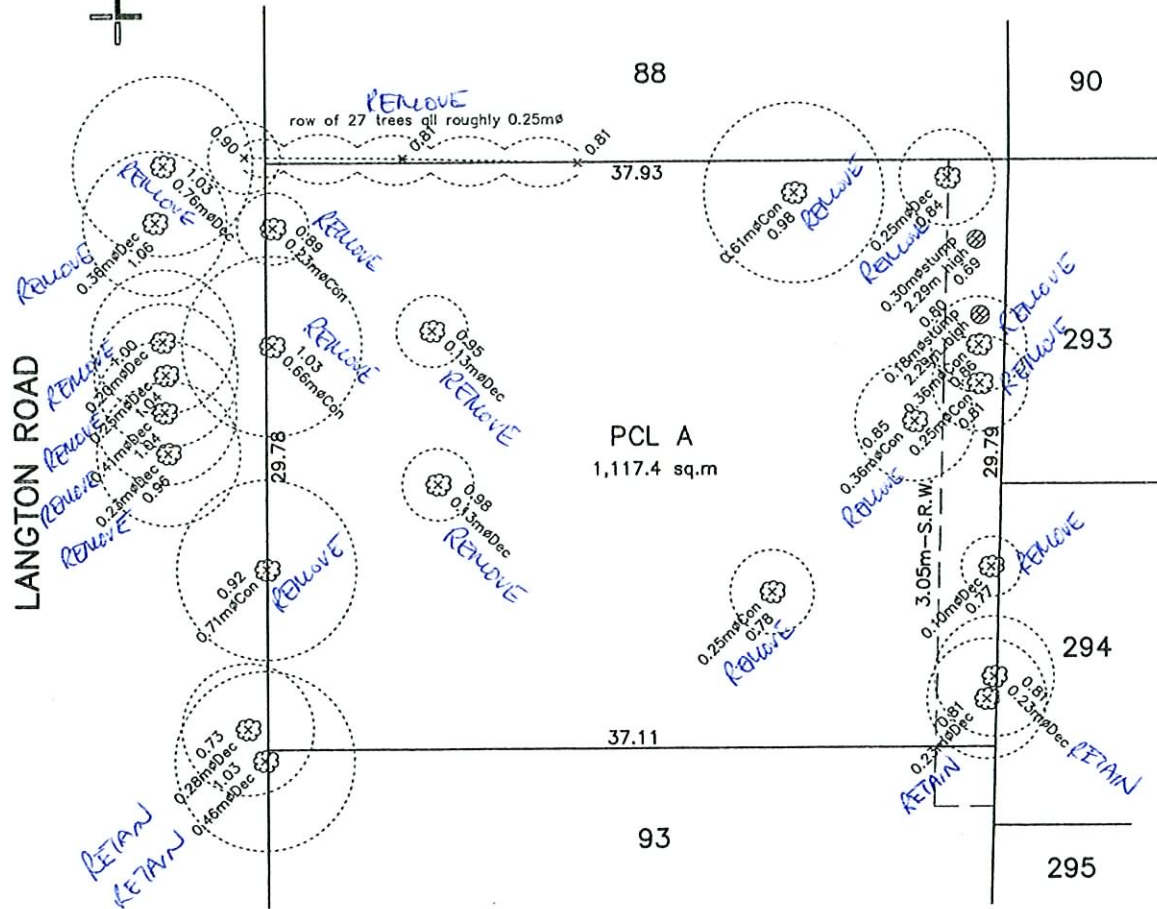 88
90
REMOVE
row of 27 trees all roughly 0.25mø
0.90
0.81
0.81
37.93
1.03
0.76møDec
REMOVE
0.36møDec
1.06
REMOVE
0.89
0.23møCon
REMOVE
0.61møCon
0.98
REMOVE
0.25møDec
0.84
REMOVE
0.30møstump
2.29m high
0.69
0.80
0.18møstump
2.29m high
REMOVE
0.36møCon
0.86
REMOVE
0.25møCon
0.81
293
1.00
0.20møDec
REMOVE
1.04
0.25møDec
REMOVE
0.41møDec
1.04
REMOVE
0.23møDec
0.96
REMOVE
1.03
0.66møCon
REMOVE
0.95
0.13møDec
REMOVE
LANGTON ROAD
29.78
PCL A
1,117.4 sq.m
0.85
0.36møCon
REMOVE
29.79
3.05m-S.R.W.
0.98
0.13møDec
REMOVE
0.92
0.71møCon
REMOVE
0.25møCon
0.78
REMOVE
0.10møDec
0.77
REMOVE
294
0.81
0.23møDec
RETAIN
0.81
0.23møDec
RETAIN
0.73
0.28møDec
1.03
0.46møDec
RETAIN
RETAIN
37.11
93
295